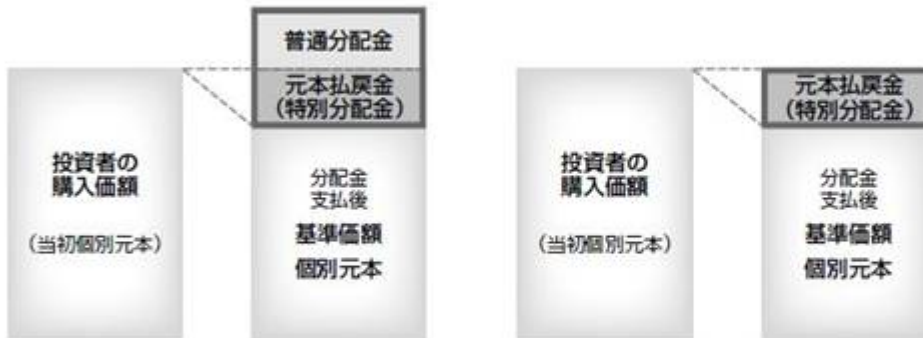 普通分配金
元本払戻金
(特別分配金)
投資者の
購入価額
(当初個別元本)
分配金
支払後
基準価額
個別元本
元本払戻金
(特別分配金)
投資者の
購入価額
(当初個別元本)
分配金
支払後
基準価額
個別元本